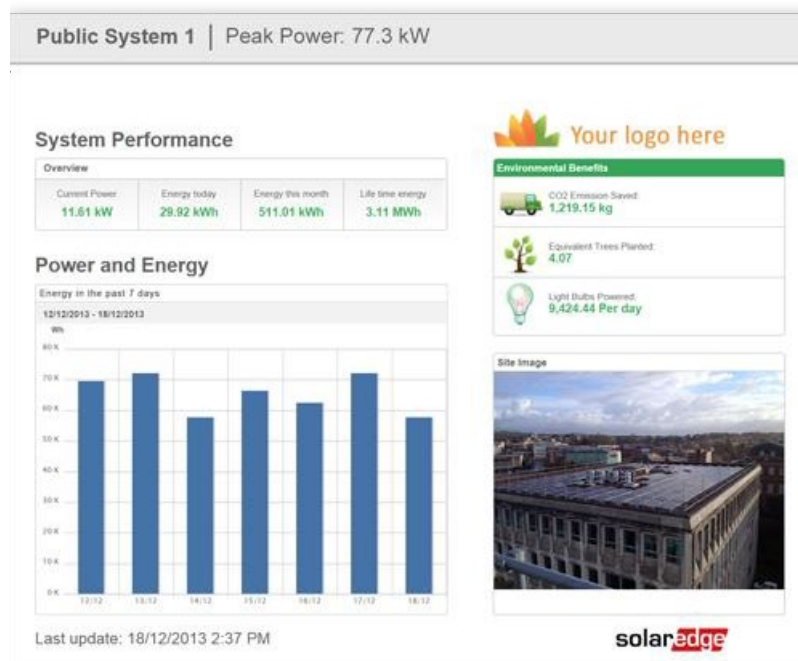 Public System 1 | Peak Power: 77.3 kW
System Performance
Overview
Current Power
11.61 kW
Energy today
29.92 kWh
Energy this month
511.01 kWh
Life time energy
3.11 MWh
Power and Energy
Energy in the past 7 days
12/12/2013 - 18/12/2013
Wh
80 K
70 K
60 K
50 K
40 K
30 K
20 K
10 K
0 K
12/12
13/12
14/12
15/12
16/12
17/12
18/12
Last update: 18/12/2013 2:37 PM
Your logo here
Environmental Benefits
CO2 Emission Saved:
1,219.15 kg
Equivalent Trees Planted:
4.07
Light Bulbs Powered:
9,424.44 Per day
Site Image
solaredge